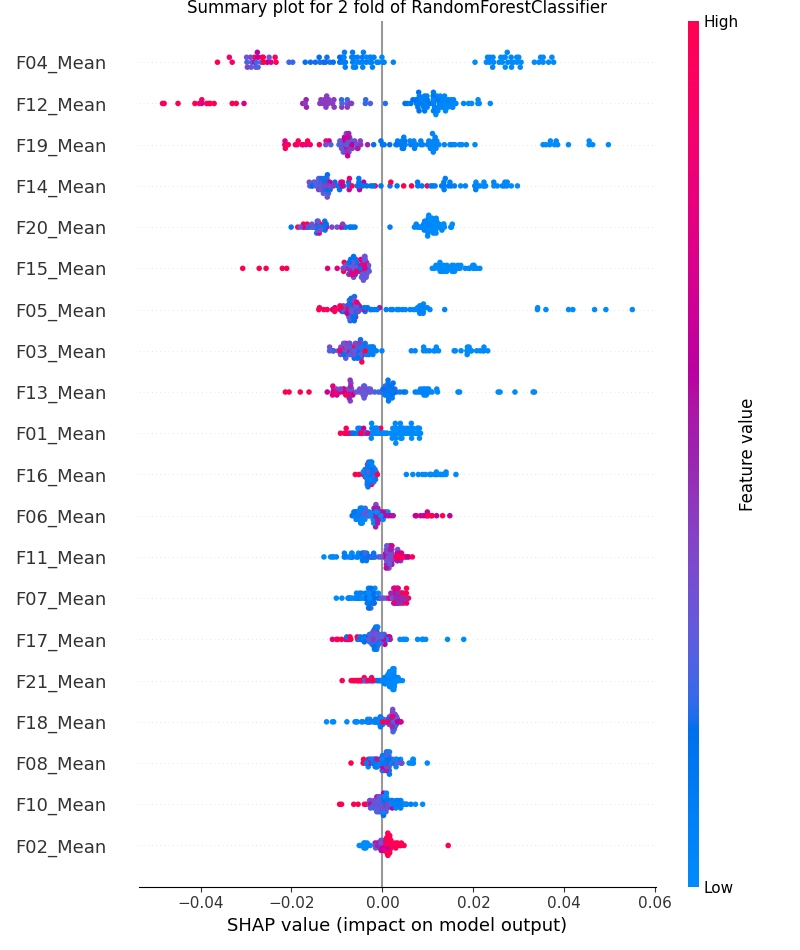 Summary plot for 2 fold of RandomForestClassifier
High
F04_Mean
F12_Mean
F19_Mean
F14_Mean
F20_Mean
F15_Mean
F05_Mean
F03_Mean
F13_Mean
F01_Mean
F16_Mean
F06_Mean
F11_Mean
F07_Mean
F17_Mean
F21_Mean
F18_Mean
F08_Mean
F10_Mean
F02_Mean
Feature value
Low
−0.04 −0.02 0.00 0.02 0.04 0.06
SHAP value (impact on model output)